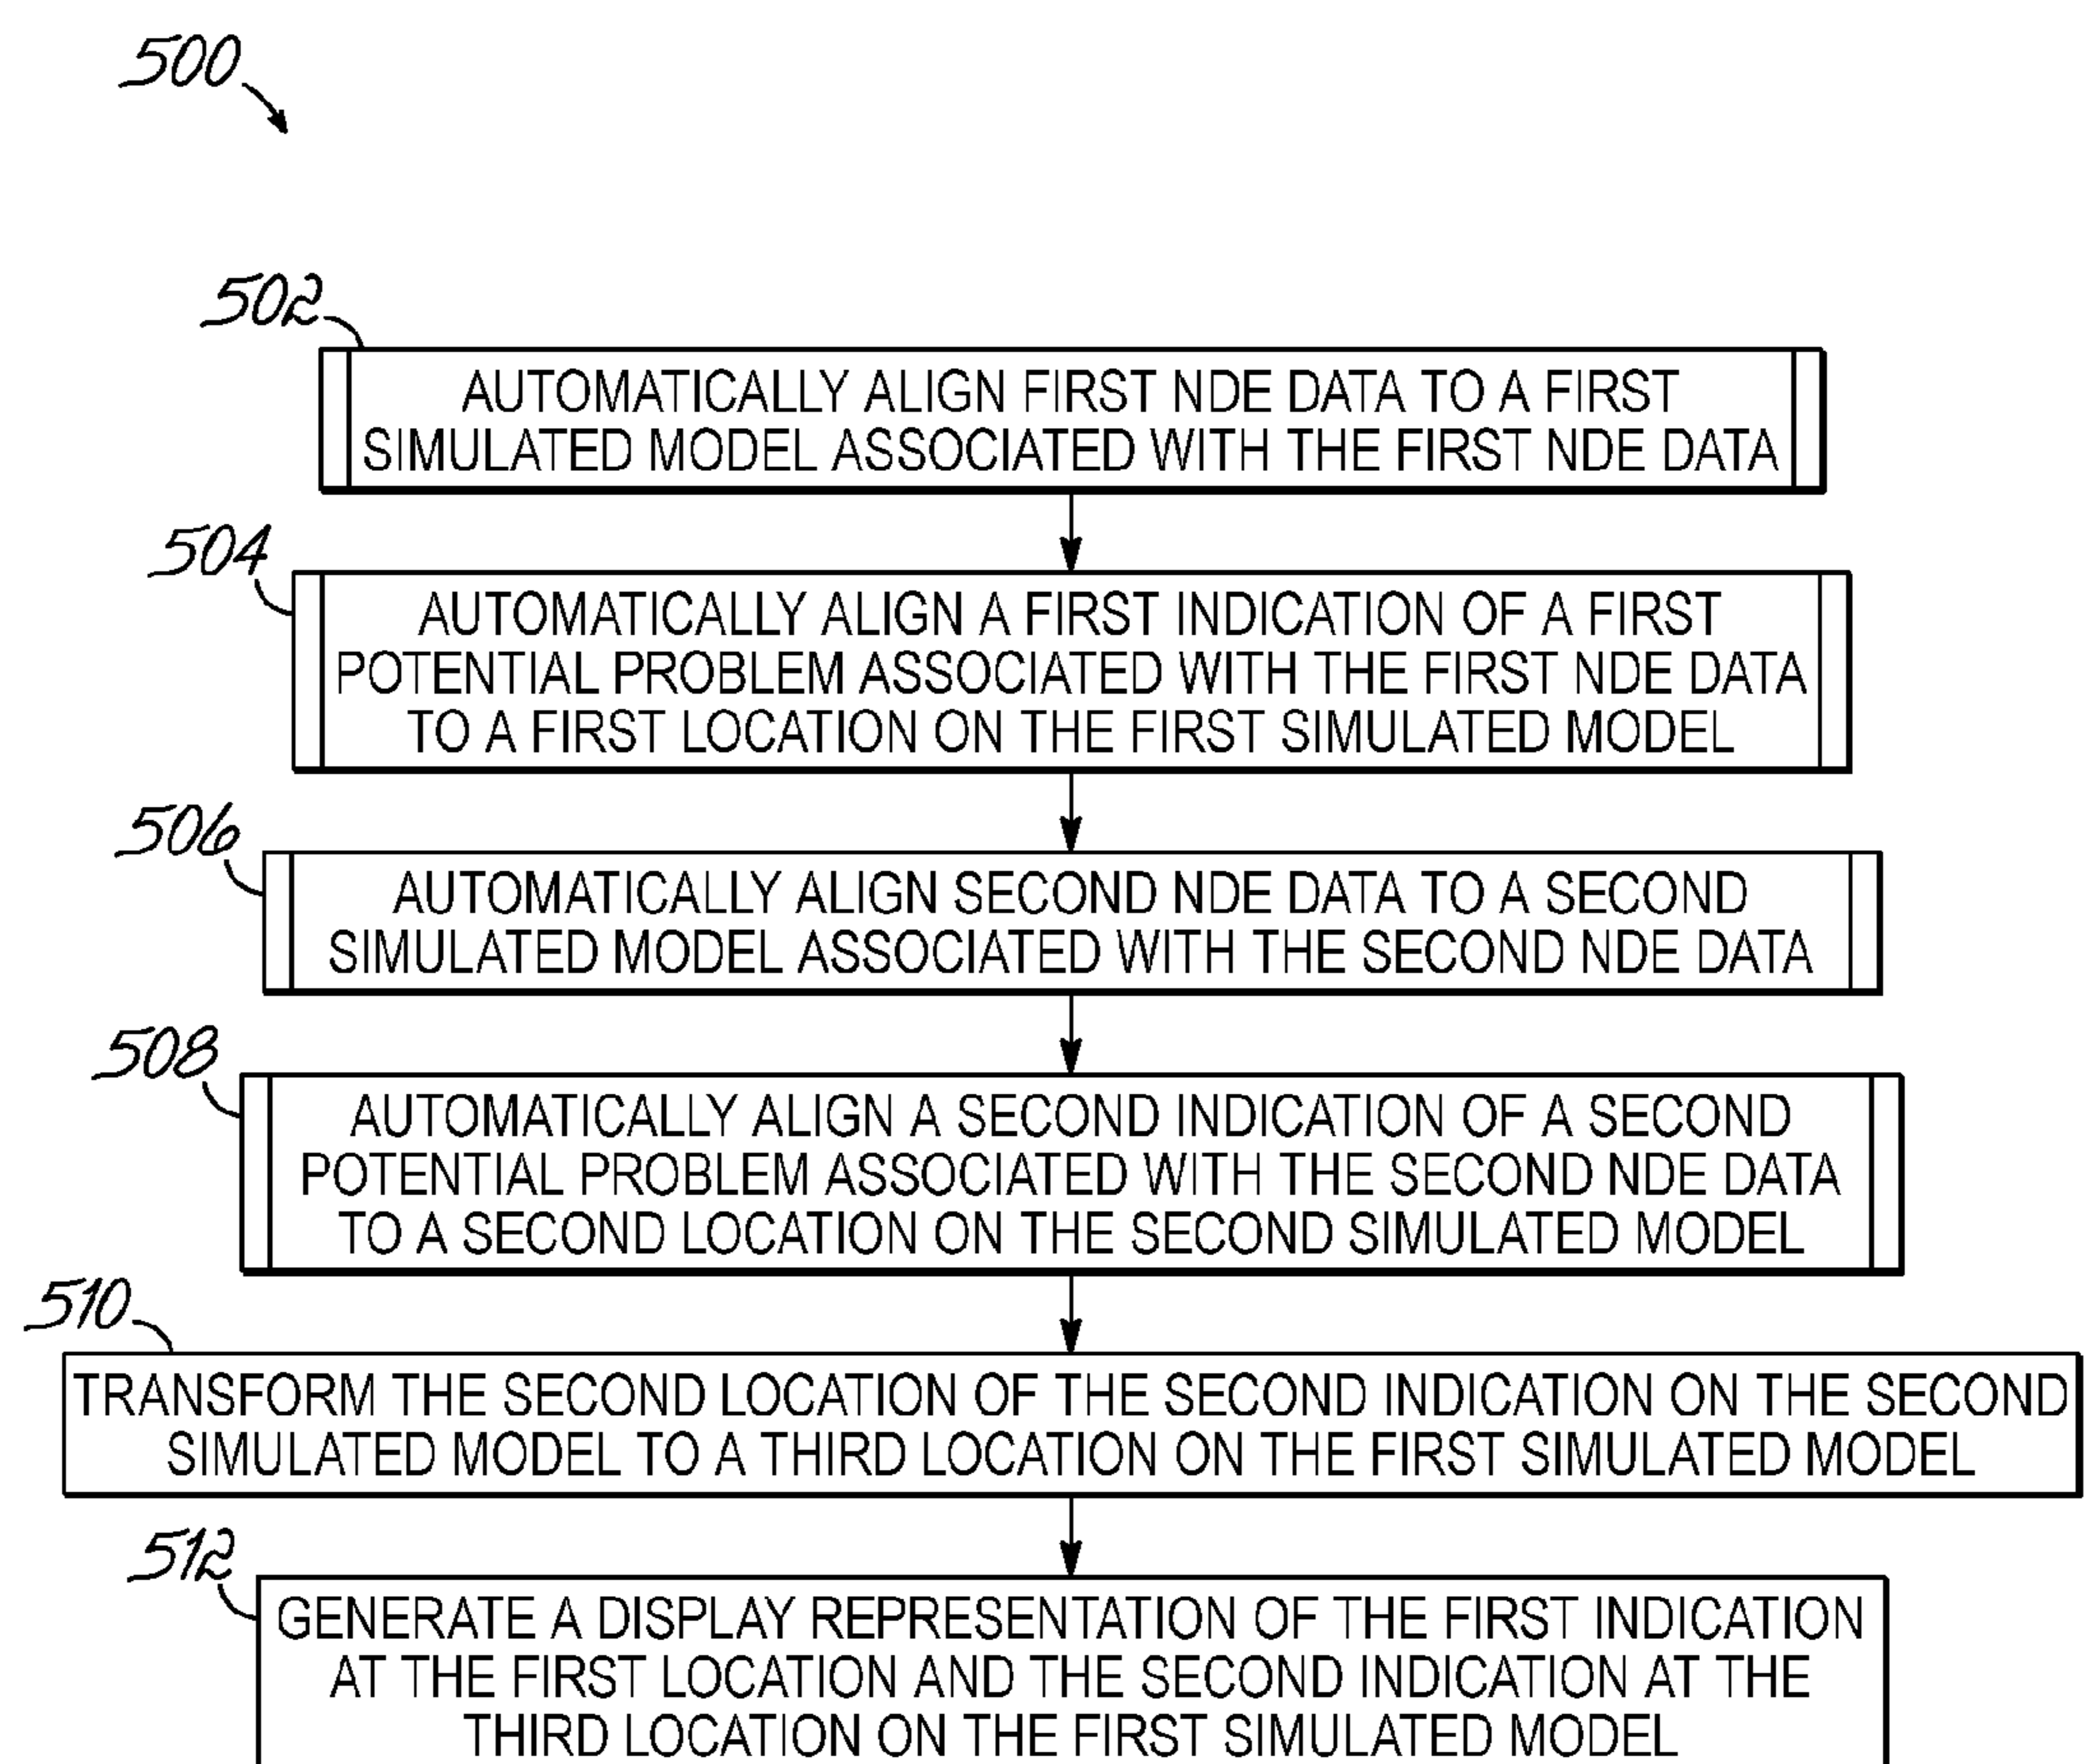 500
502
AUTOMATICALLY ALIGN FIRST NDE DATA TO A FIRST
SIMULATED MODEL ASSOCIATED WITH THE FIRST NDE DATA
504
AUTOMATICALLY ALIGN A FIRST INDICATION OF A FIRST
POTENTIAL PROBLEM ASSOCIATED WITH THE FIRST NDE DATA
TO A FIRST LOCATION ON THE FIRST SIMULATED MODEL
506
AUTOMATICALLY ALIGN SECOND NDE DATA TO A SECOND
SIMULATED MODEL ASSOCIATED WITH THE SECOND NDE DATA
508
AUTOMATICALLY ALIGN A SECOND INDICATION OF A SECOND
POTENTIAL PROBLEM ASSOCIATED WITH THE SECOND NDE DATA
TO A SECOND LOCATION ON THE SECOND SIMULATED MODEL
510
TRANSFORM THE SECOND LOCATION OF THE SECOND INDICATION ON THE SECOND
SIMULATED MODEL TO A THIRD LOCATION ON THE FIRST SIMULATED MODEL
512
GENERATE A DISPLAY REPRESENTATION OF THE FIRST INDICATION
AT THE FIRST LOCATION AND THE SECOND INDICATION AT THE
THIRD LOCATION ON THE FIRST SIMULATED MODEL